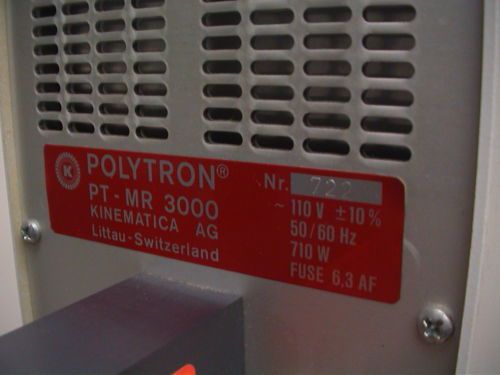 K
POLYTRON®
PT-MR 3000
KINEMATICA AG
Littau-Switzerland
Nr. 722
~ 110 V ±10%
50/60 Hz
710 W
FUSE 6,3 AF